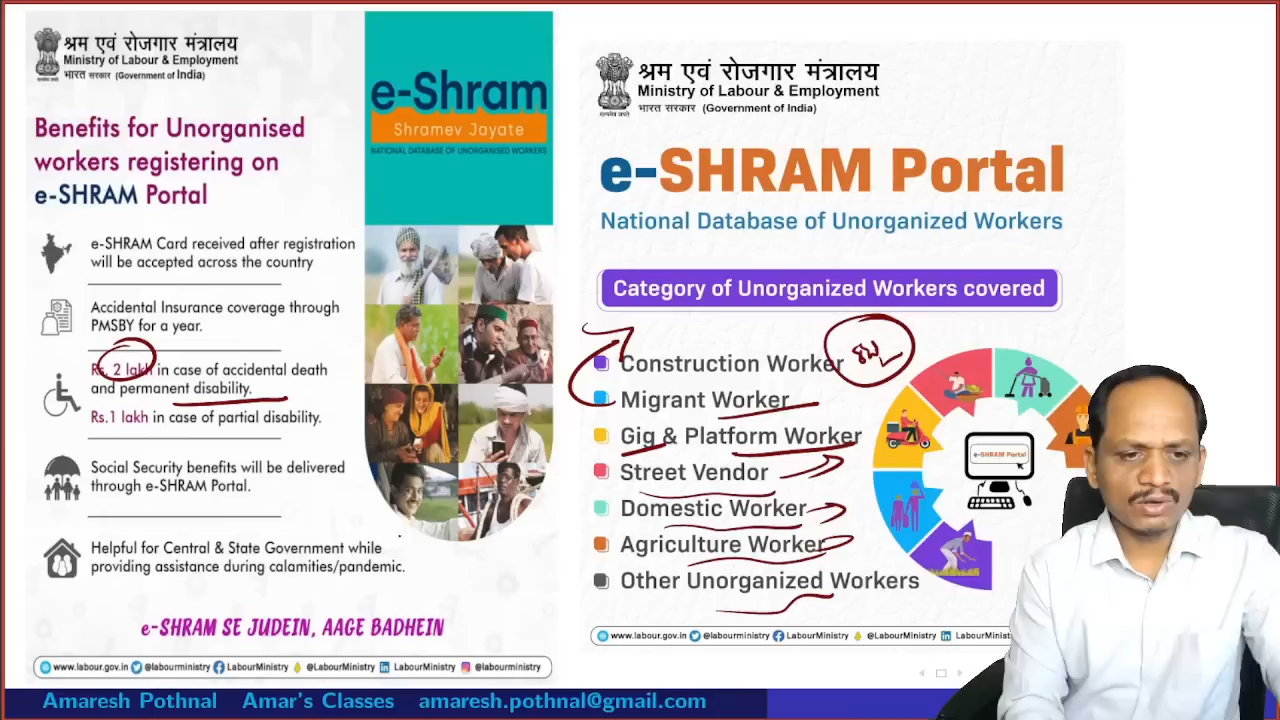 श्रम एवं रोजगार मंत्रालय
Ministry of Labour & Employment
भारत सरकार (Government of India)
Benefits for Unorganised
workers registering on
e-SHRAM Portal
e-SHRAM Card received after registration
will be accepted across the country
Accidental Insurance coverage through
PMSBY for a year.
Rs. 2 lakh in case of accidental death
and permanent disability.
Rs.1 lakh in case of partial disability.
Social Security benefits will be delivered
through e-SHRAM Portal.
Helpful for Central & State Government while
providing assistance during calamities/pandemic.
e-SHRAM SE JUDEIN, AAGE BADHEIN
www.labour.gov.in @labourministry LabourMinistry @LabourMinistry LabourMinistry @labourministry
e-Shram
Shramev Jayate
NATIONAL DATABASE OF UNORGANISED WORKERS
श्रम एवं रोजगार मंत्रालय
Ministry of Labour & Employment
भारत सरकार (Government of India)
सत्यमेव जयते
e-SHRAM Portal
National Database of Unorganized Workers
Category of Unorganized Workers covered
Construction Worker
Migrant Worker
Gig & Platform Worker
Street Vendor
Domestic Worker
Agriculture Worker
Other Unorganized Workers
e-SHRAM Portal
www.labour.gov.in @labourministry LabourMinistry @LabourMinistry
Amaresh Pothnal Amar's Classes amaresh.pothnal@gmail.com